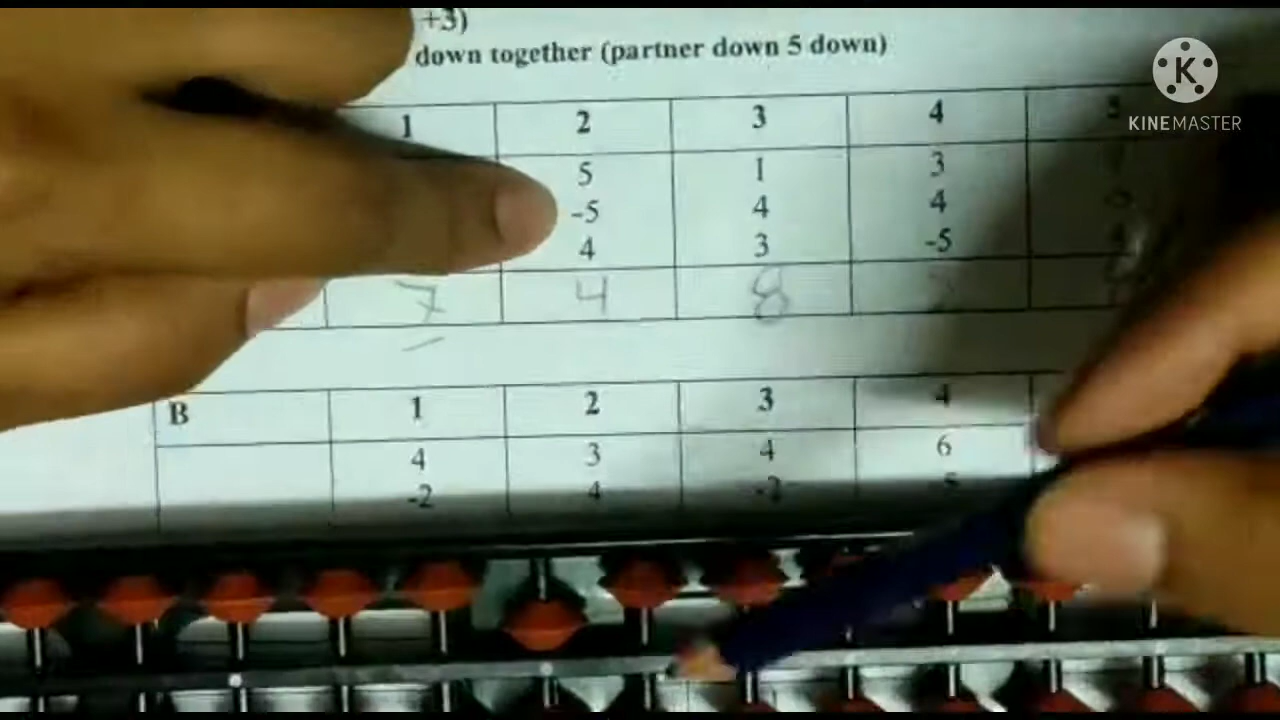 +3)
down together (partner down 5 down)
1 2 3 4
5 1 3
-5 4 4
4 3 -5
7 4 8
B 1 2 3 4
4 3 4 6
-2 4 -2
K
KINEMASTER